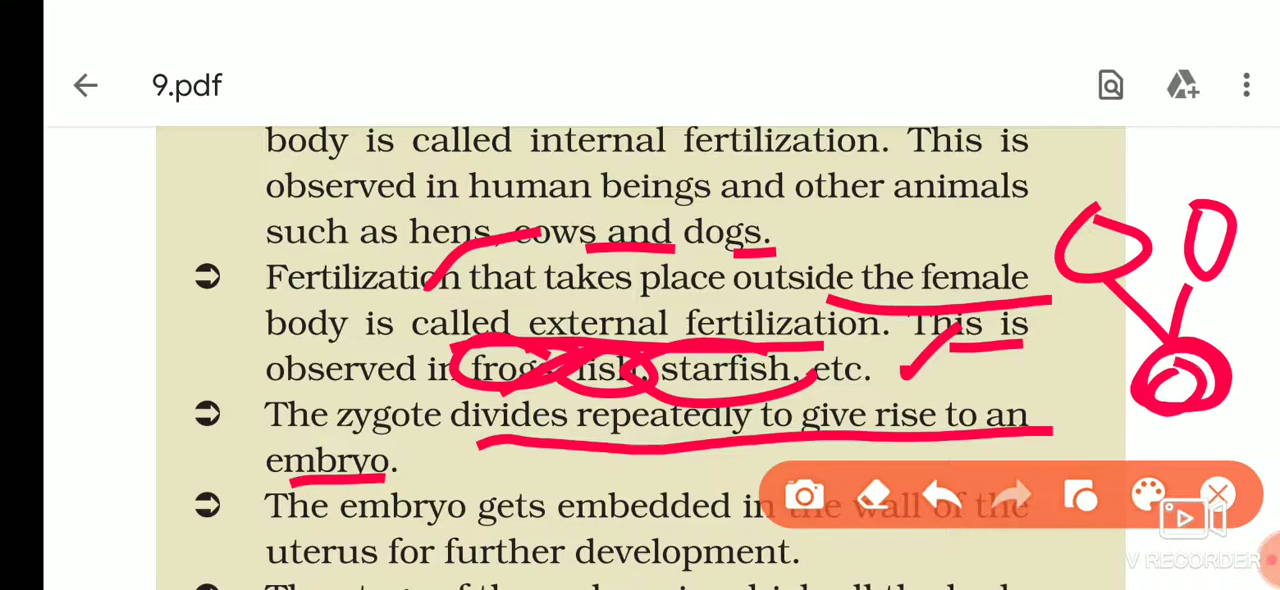 9.pdf
body is called internal fertilization. This is
observed in human beings and other animals
such as hens, cows and dogs.
Fertilization that takes place outside the female
body is called external fertilization. This is
observed in frogs, fish, starfish, etc.
The zygote divides repeatedly to give rise to an
embryo.
The embryo gets embedded in the wall of the
uterus for further development.
V RECORDER